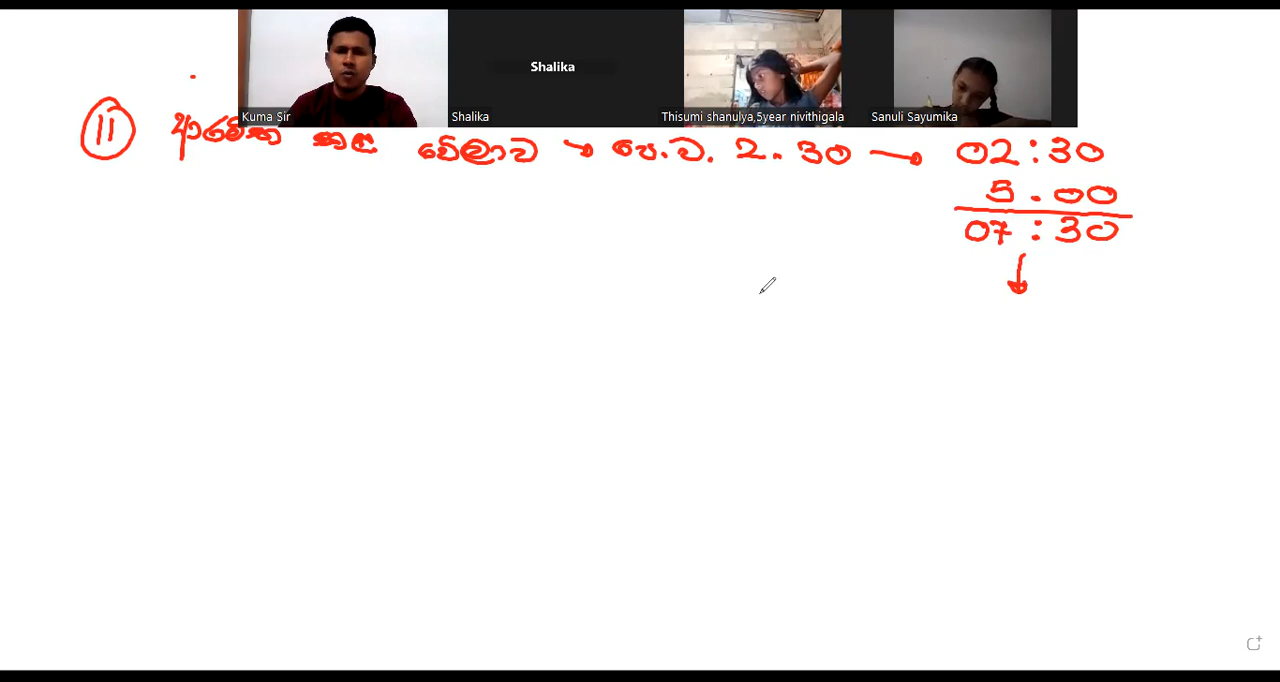 Shalika
Kuma Sir
Shalika
Thisumi shanulya,5year nivithigala
Sanuli Sayumika
11 ආරම්භ කළ වේලාව → පෙ.ව. 2.30 → 02:30
5.00
07:30